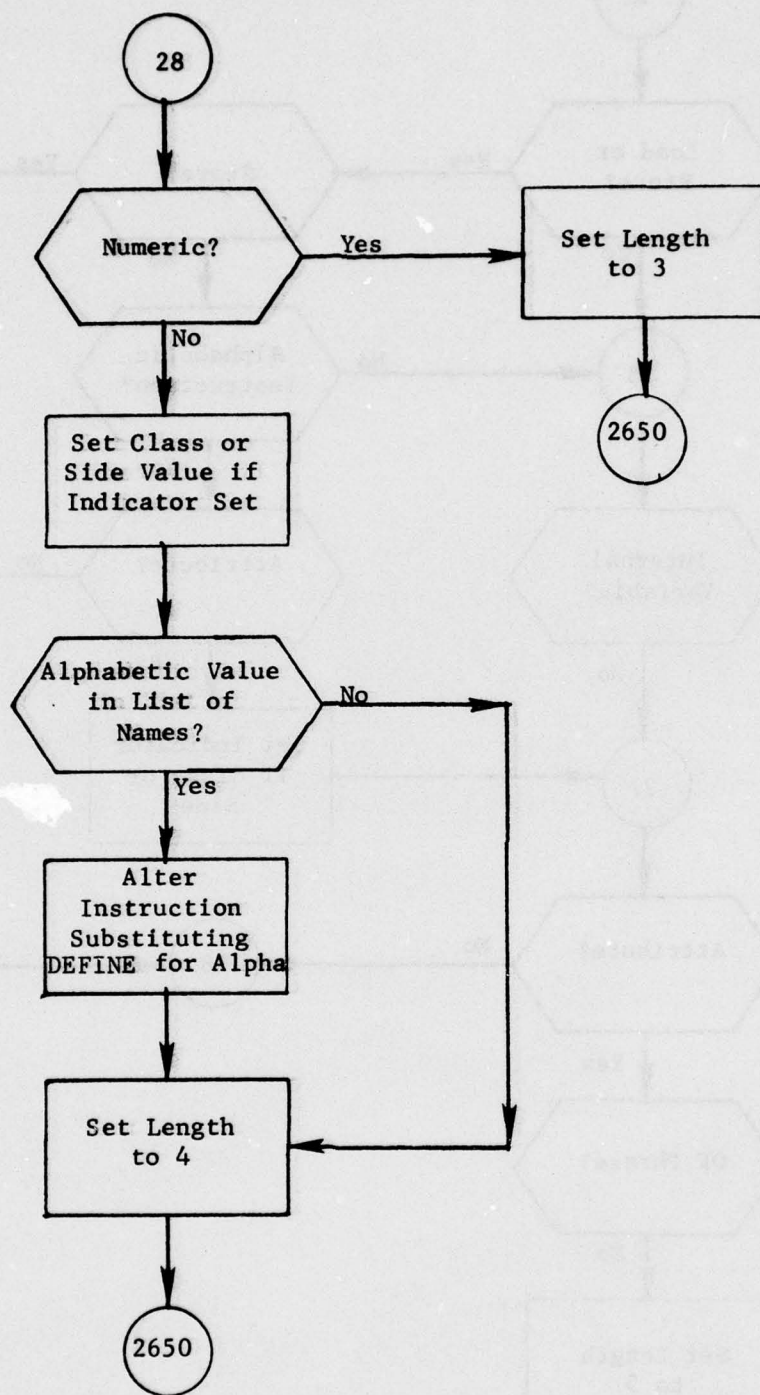 28
Numeric?
Yes
Set Length
to 3
2650
No
Set Class or
Side Value if
Indicator Set
Alphabetic Value
in List of
Names?
No
Yes
Alter
Instruction
Substituting
DEFINE for Alpha
Set Length
to 4
2650